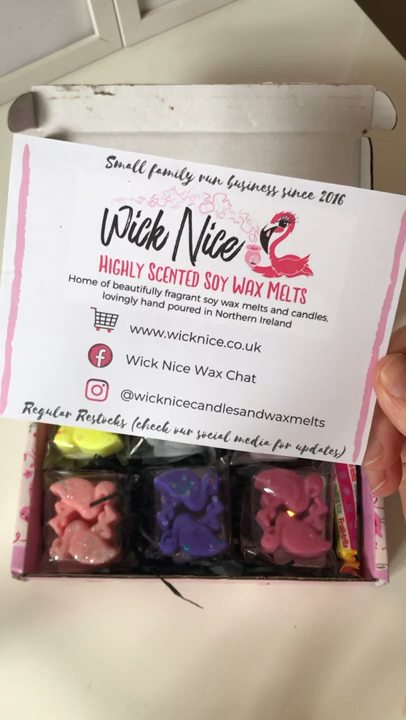 Small family run business since 2016
Wick Nice
HIGHLY SCENTED SOY WAX MELTS
Home of beautifully fragrant soy wax melts and candles,
lovingly hand poured in Northern Ireland
www.wicknice.co.uk
Wick Nice Wax Chat
@wicknicecandlesandwaxmelts
Regular Restocks (check our social media for updates)